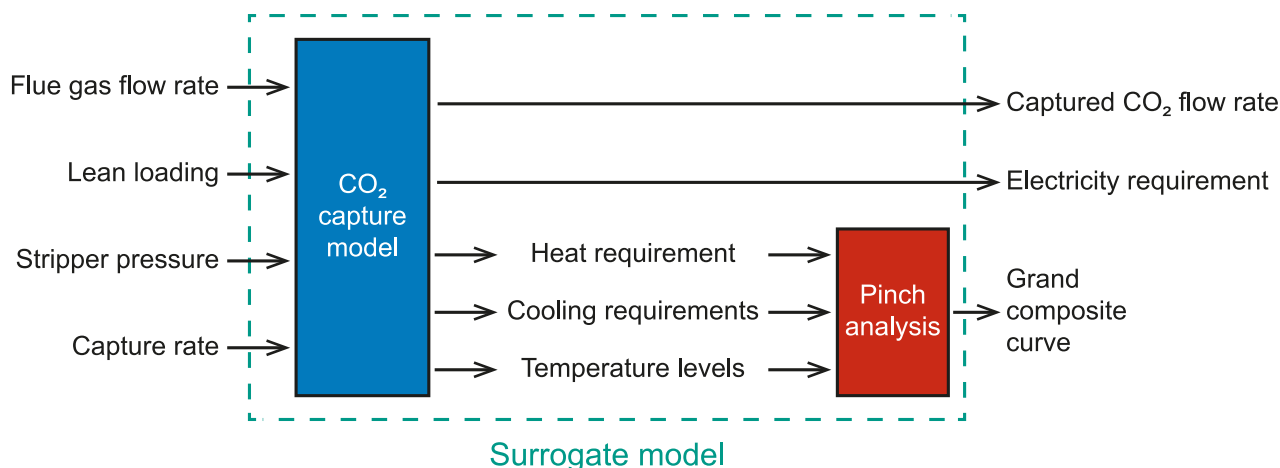 Flue gas flow rate
Lean loading
Stripper pressure
Capture rate
CO₂
capture
model
Heat requirement
Cooling requirements
Temperature levels
Pinch
analysis
Captured CO₂ flow rate
Electricity requirement
Grand
composite
curve
Surrogate model